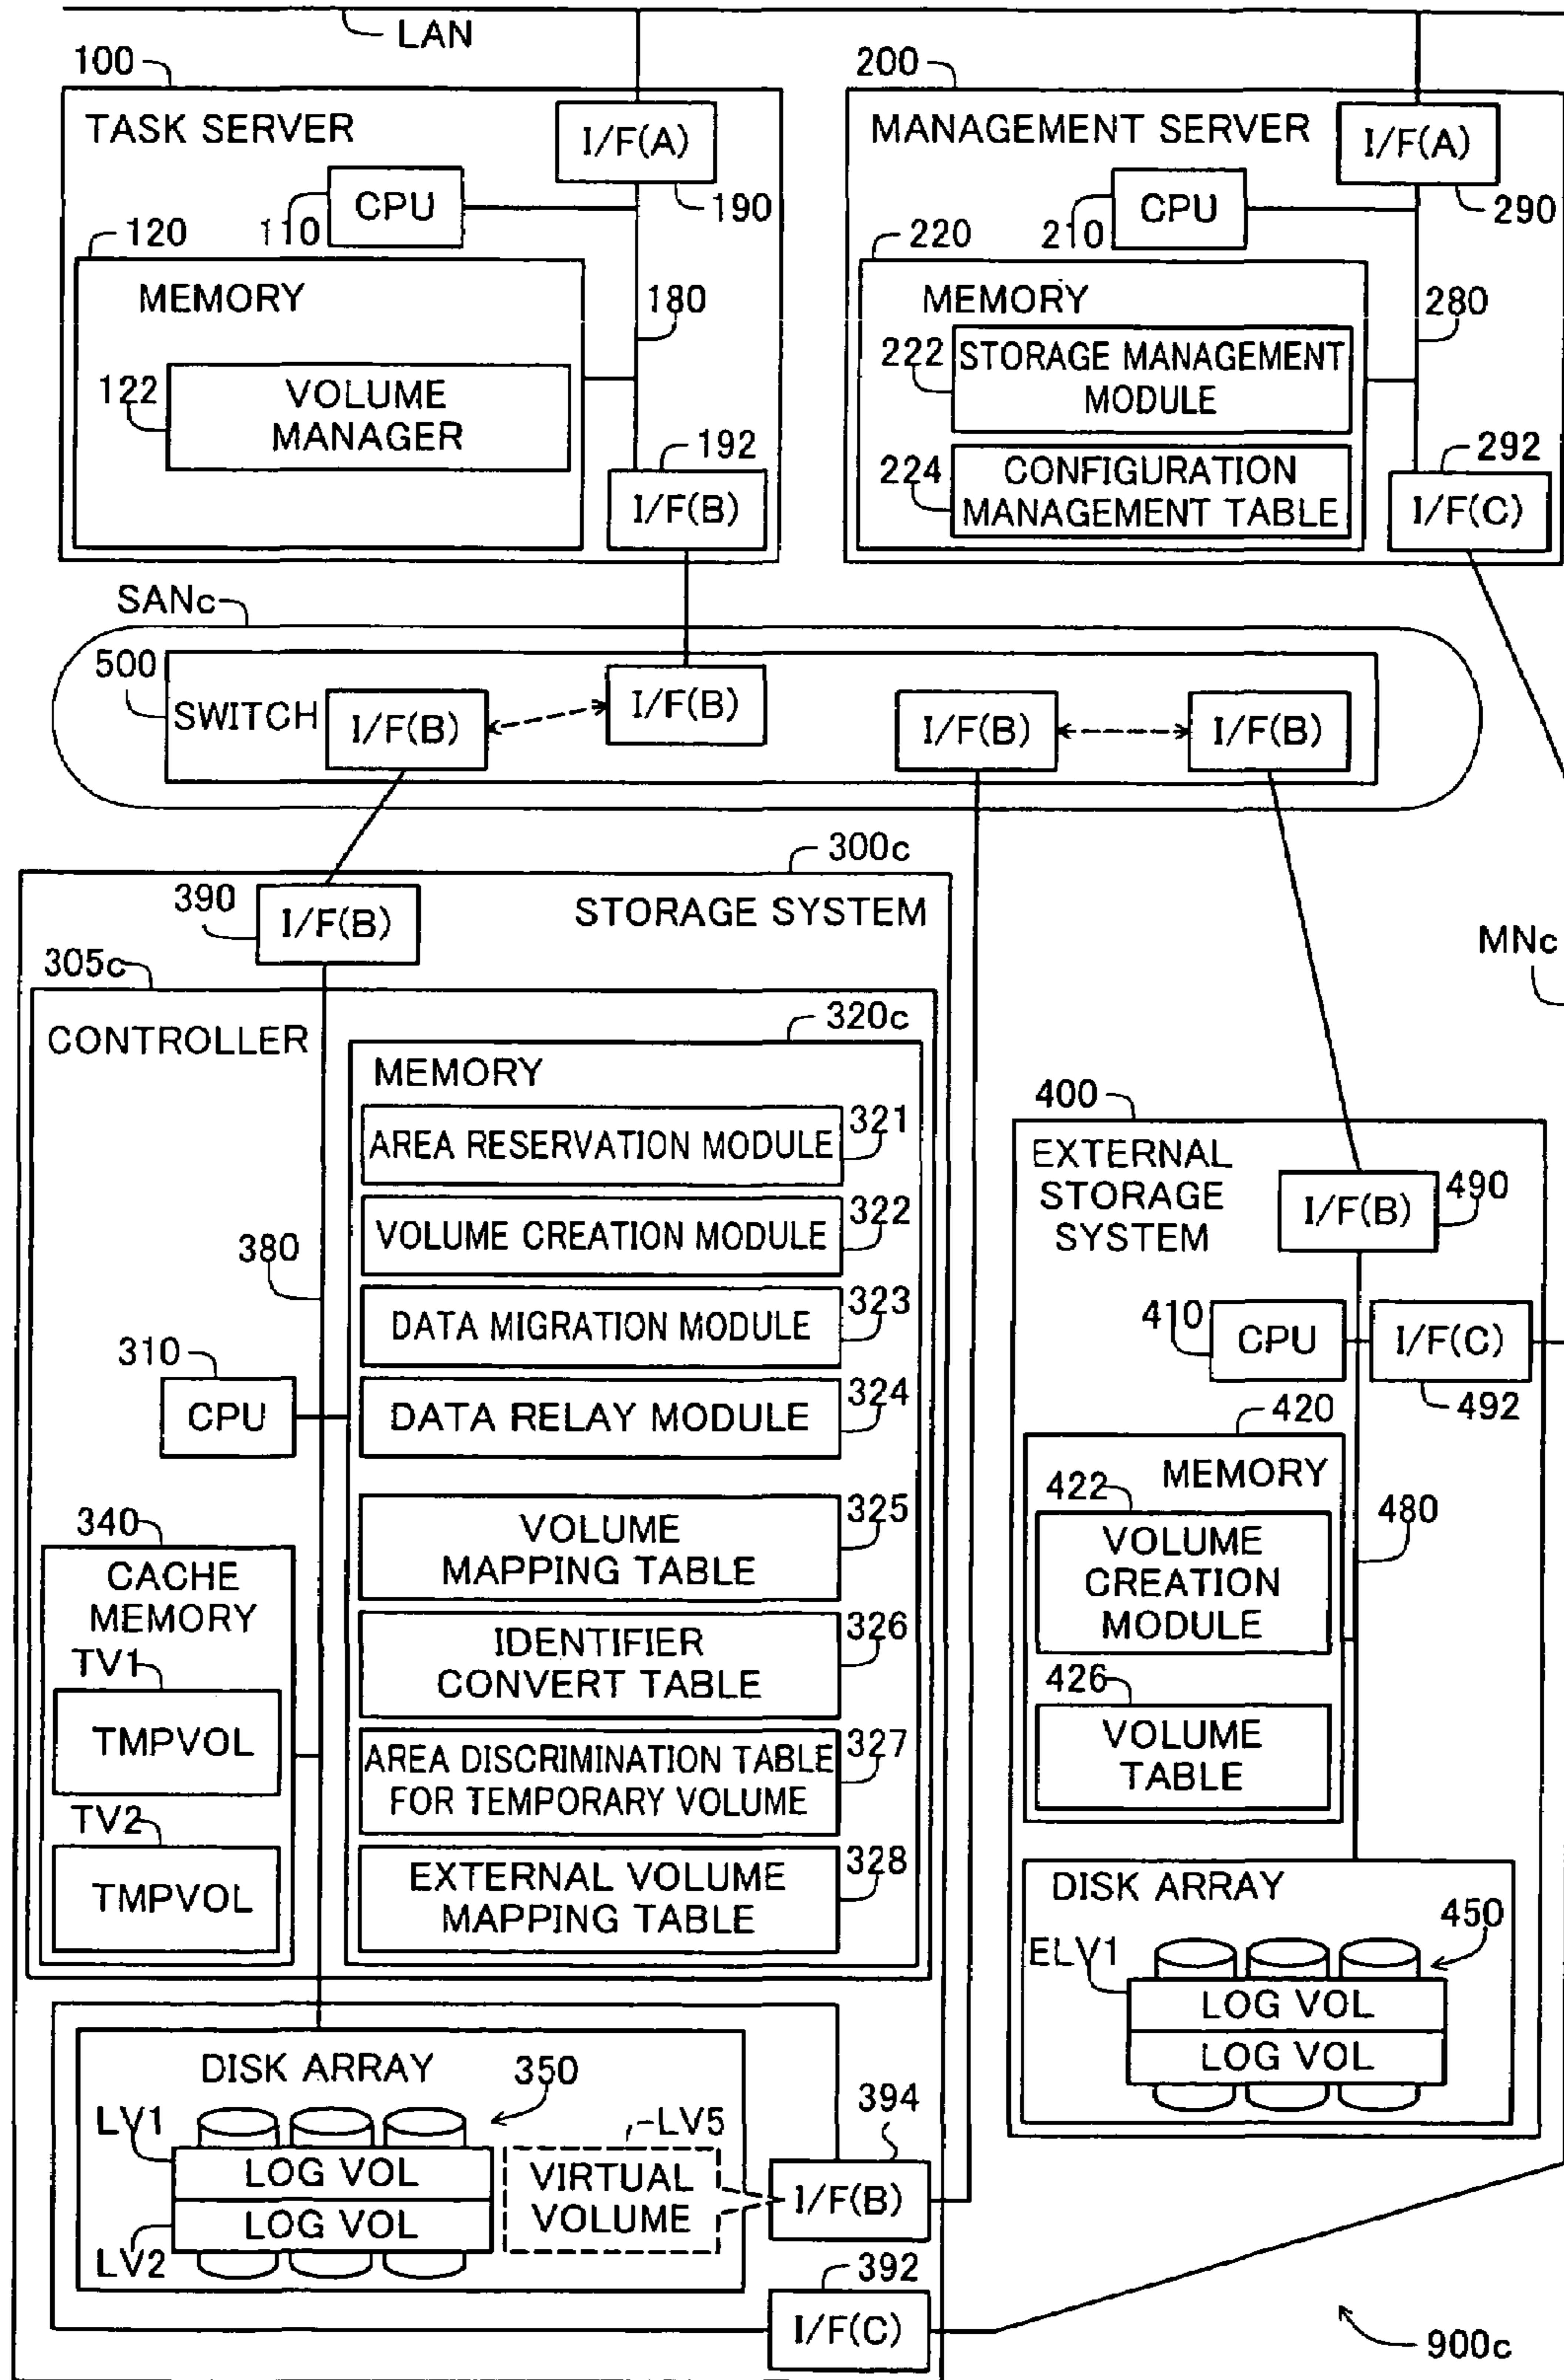 LAN
100
TASK SERVER
I/F(A)
190
CPU
110
120
MEMORY
180
122
VOLUME
MANAGER
192
I/F(B)
200
MANAGEMENT SERVER
I/F(A)
290
CPU
210
220
MEMORY
280
222
STORAGE MANAGEMENT
MODULE
224
CONFIGURATION
MANAGEMENT TABLE
292
I/F(C)
SANc
500
SWITCH
I/F(B)
I/F(B)
I/F(B)
I/F(B)
300c
390
I/F(B)
STORAGE SYSTEM
MNc
305c
CONTROLLER
320c
MEMORY
AREA RESERVATION MODULE
321
VOLUME CREATION MODULE
322
380
DATA MIGRATION MODULE
323
310
CPU
DATA RELAY MODULE
324
VOLUME
MAPPING TABLE
325
340
CACHE
MEMORY
IDENTIFIER
CONVERT TABLE
326
TV1
TMPVOL
AREA DISCRIMINATION TABLE
FOR TEMPORARY VOLUME
327
TV2
TMPVOL
EXTERNAL VOLUME
MAPPING TABLE
328
DISK ARRAY
350
LV1
LOG VOL
LOG VOL
LV2
LV5
VIRTUAL
VOLUME
394
I/F(B)
392
I/F(C)
400
EXTERNAL
STORAGE
SYSTEM
I/F(B)
490
410
CPU
I/F(C)
492
420
MEMORY
422
VOLUME
CREATION
MODULE
480
426
VOLUME
TABLE
DISK ARRAY
450
ELV1
LOG VOL
LOG VOL
900c